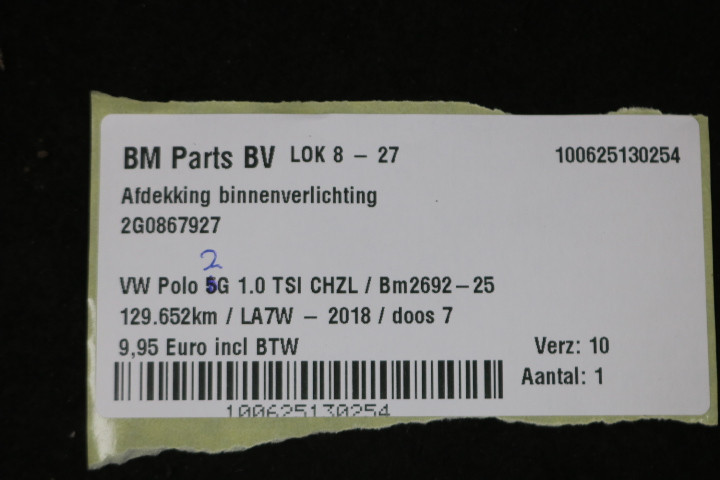 BM Parts BV LOK 8 - 27 100625130254
Afdekking binnenverlichting
2G0867927
2
VW Polo 5G 1.0 TSI CHZL / Bm2692-25
129.652km / LA7W - 2018 / doos 7
9,95 Euro incl BTW Verz: 10
Aantal: 1
100625130254